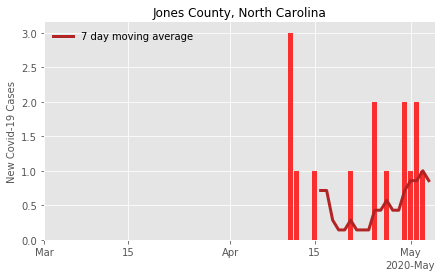 Jones County, North Carolina
7 day moving average
New Covid-19 Cases
3.0
2.5
2.0
1.5
1.0
0.5
0.0
Mar
15
Apr
15
May
2020-May